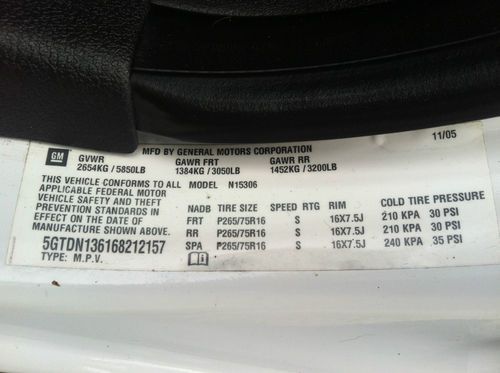 11/05
MFD BY GENERAL MOTORS CORPORATION
GM GVWR GAWR FRT GAWR RR
2654KG / 5850LB 1384KG / 3050LB 1452KG / 3200LB
THIS VEHICLE CONFORMS TO ALL MODEL N15306
APPLICABLE FEDERAL MOTOR
VEHICLE SAFETY AND THEFT
PREVENTION STANDARDS IN
EFFECT ON THE DATE OF
MANUFACTURE SHOWN ABOVE.
5GTDN136168212157
TYPE: M.P.V.
NADB TIRE SIZE SPEED RTG RIM COLD TIRE PRESSURE
FRT P265/75R16 S 16X7.5J 210 KPA 30 PSI
RR P265/75R16 S 16X7.5J 210 KPA 30 PSI
SPA P265/75R16 S 16X7.5J 240 KPA 35 PSI